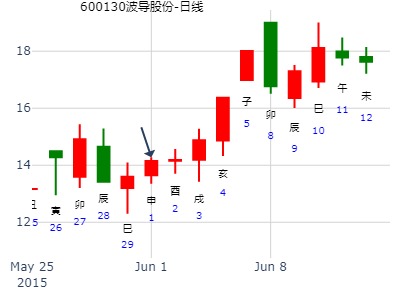 600130波导股份-日线
18
16
14
12
寅
26
卯
27
辰
28
巳
29
申
1
酉
2
戌
3
亥
4
子
5
卯
8
辰
9
巳
10
午
11
未
12
May 25
2015
Jun 1
Jun 8